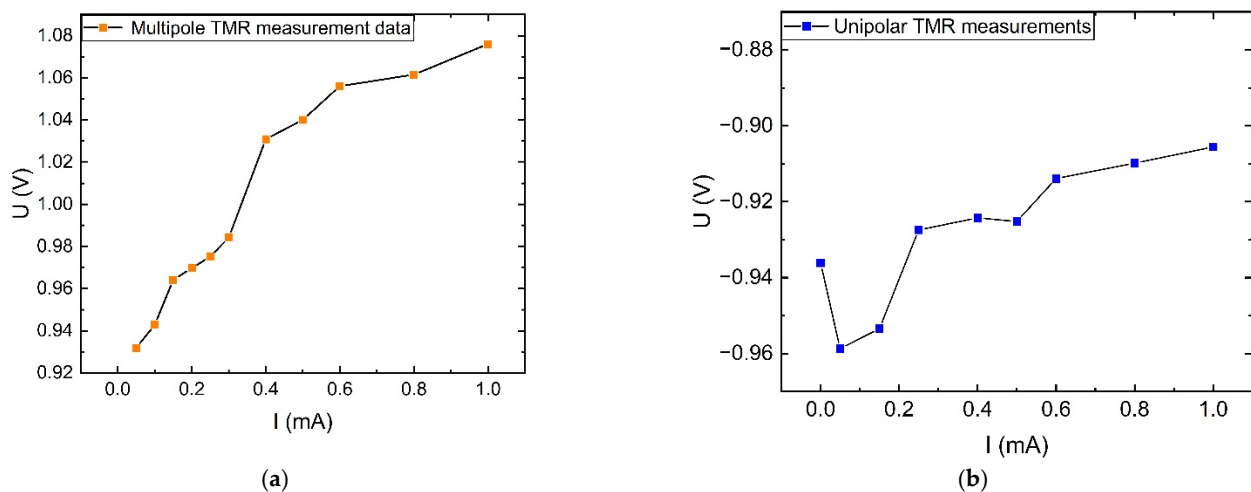 Multipole TMR measurement data
1.08
1.06
1.04
1.02
1.00
0.98
0.96
0.94
0.92
U (V)
0.0 0.2 0.4 0.6 0.8 1.0
I (mA)
(a)
Unipolar TMR measurements
−0.88
−0.90
−0.92
−0.94
−0.96
U (V)
0.0 0.2 0.4 0.6 0.8 1.0
I (mA)
(b)